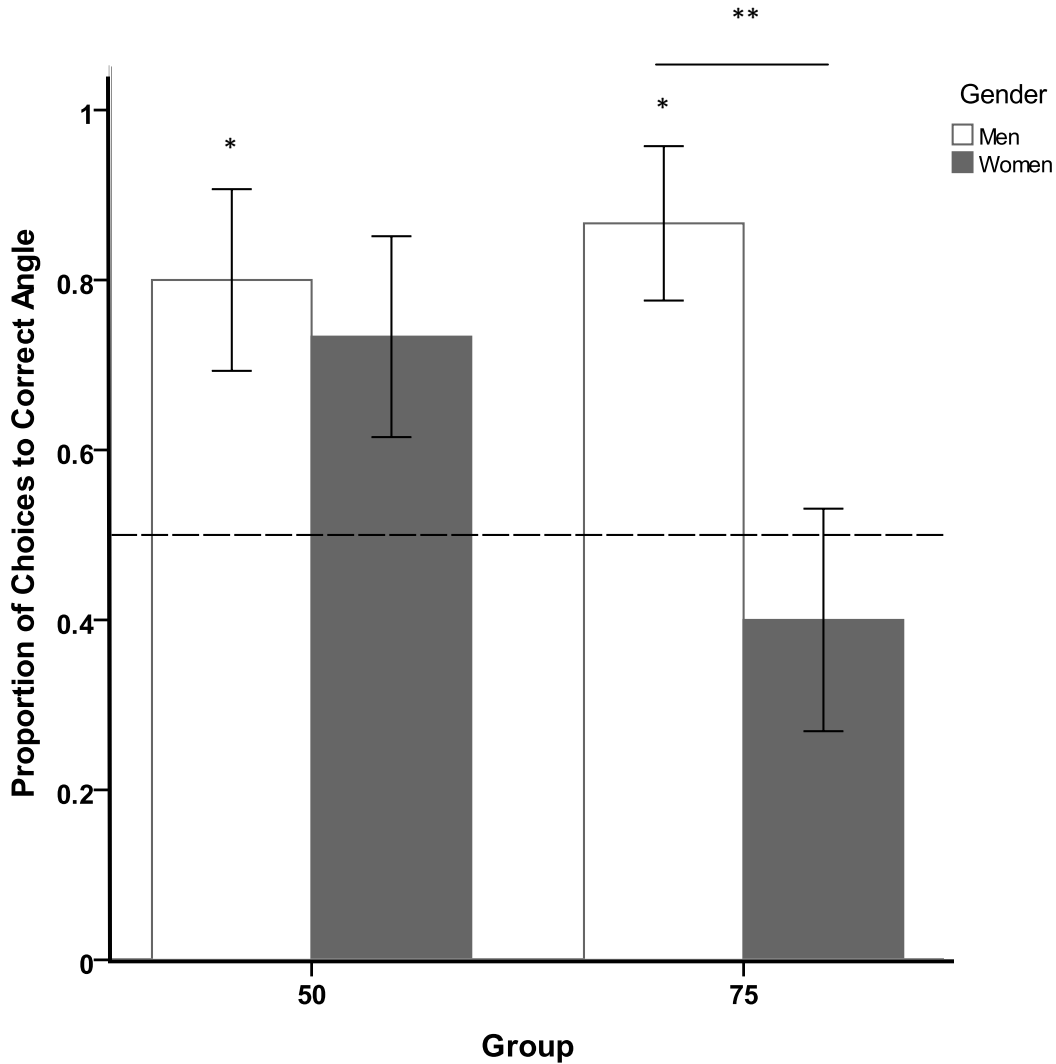 **
Gender
Men
Women
*
*
1
0.8
0.6
0.4
0.2
0
Proportion of Choices to Correct Angle
50
75
Group